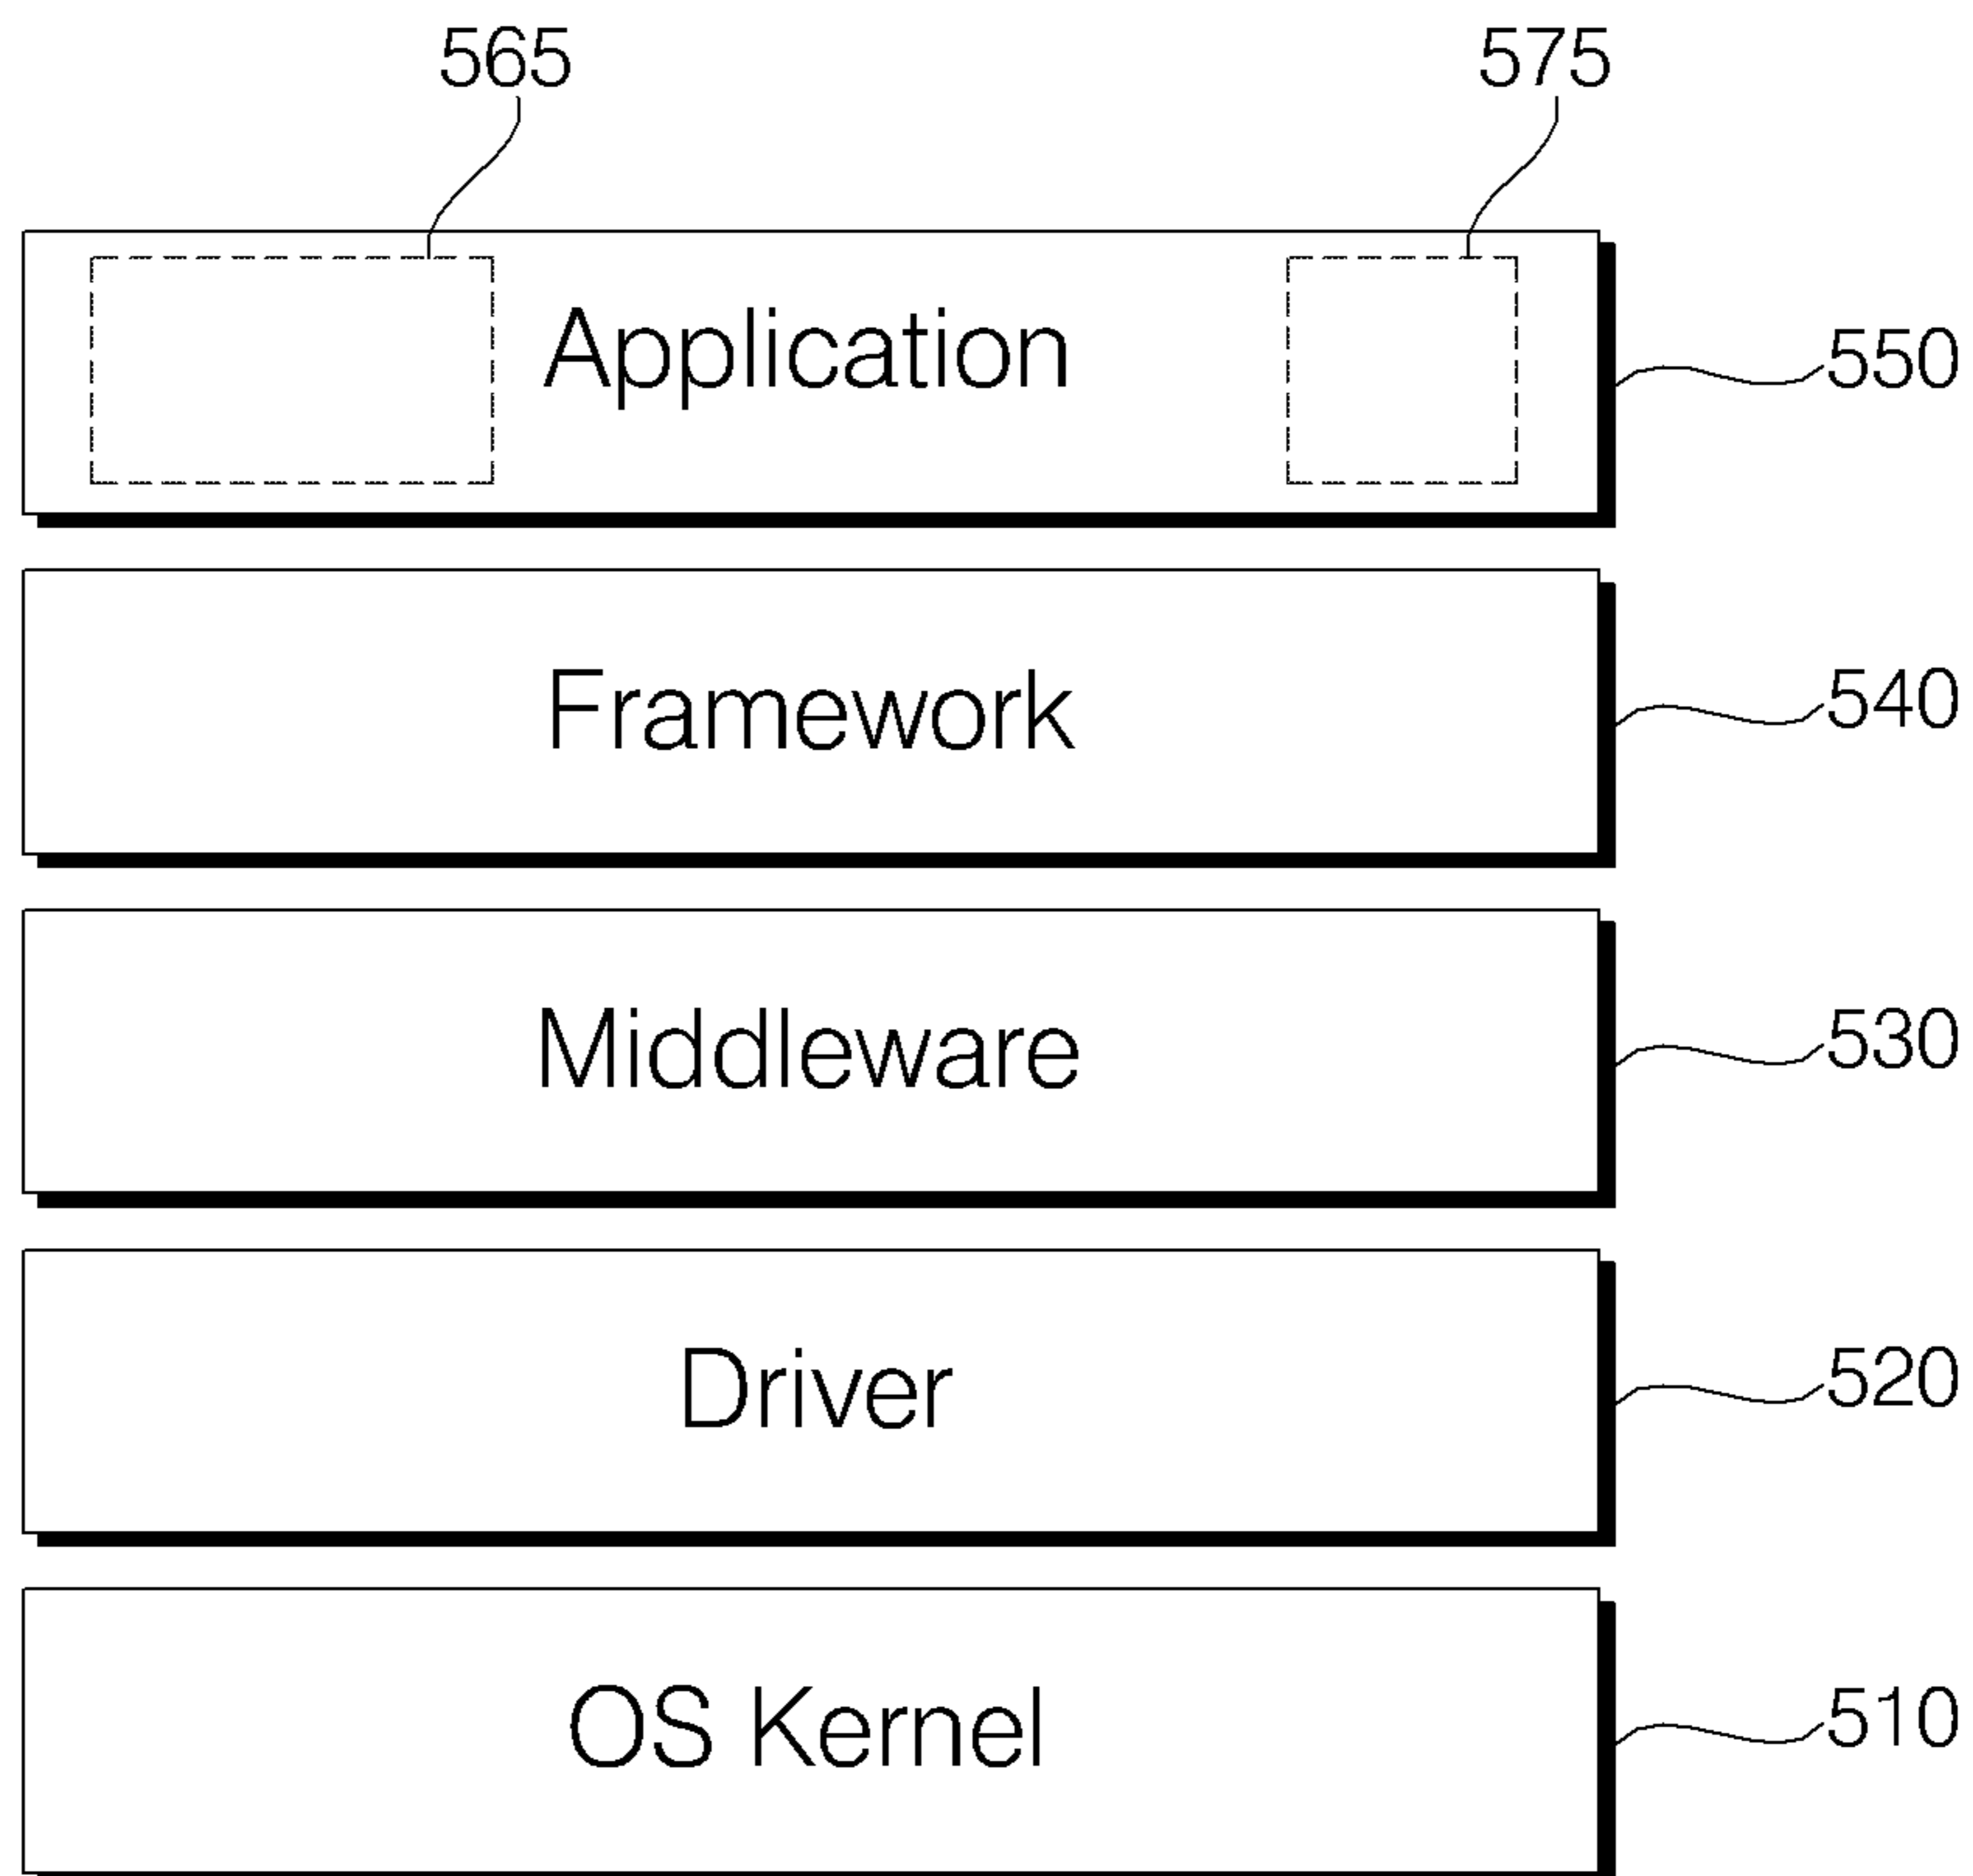 565 575
Application 550
Framework 540
Middleware 530
Driver 520
OS Kernel 510